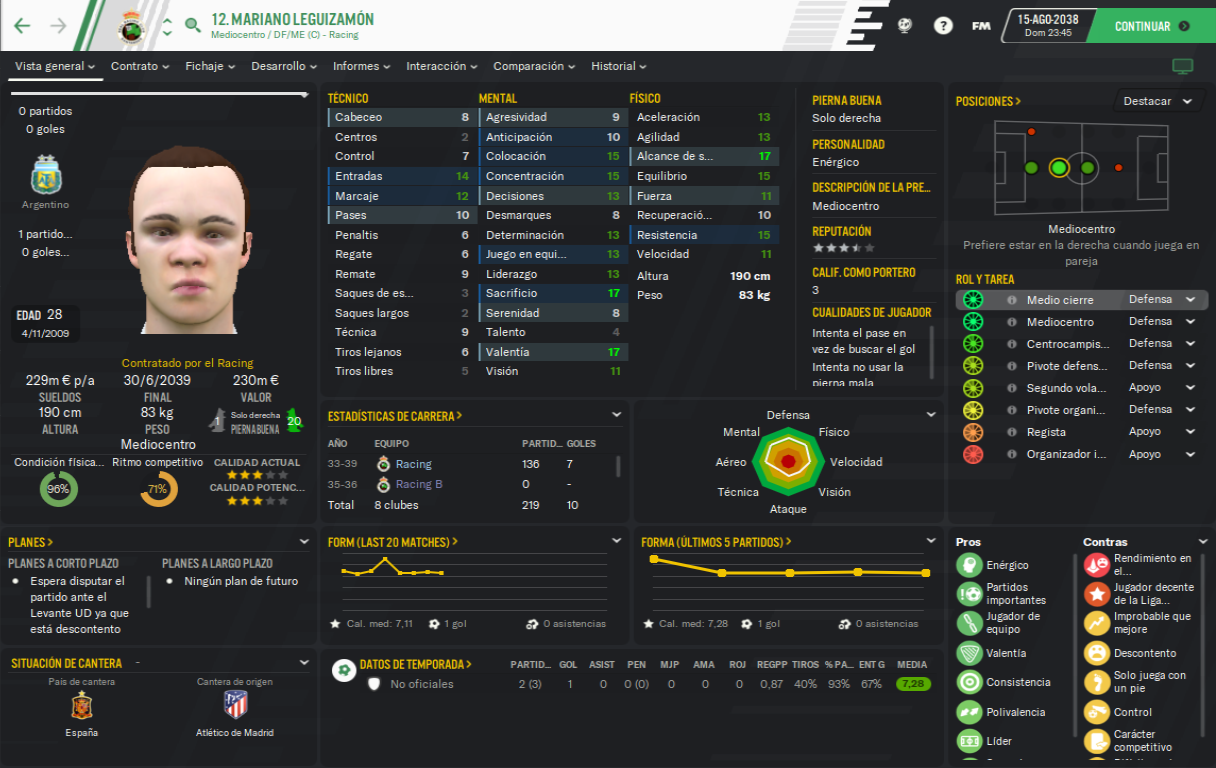 12. MARIANO LEGUIZAMÓN
Mediocentro / DF/ME (C) - Racing
?
FM
15-AGO-2038
Dom 23:45
CONTINUAR
Vista general
Contrato
Fichaje
Desarrollo
Informes
Interacción
Comparación
Historial
0 partidos
0 goles
Argentino
1 partido...
0 goles...
EDAD 28
4/11/2009
Contratado por el Racing
229m € p/a
SUELDOS
30/6/2039
FINAL
230m €
VALOR
190 cm
ALTURA
83 kg
PESO
1
Solo derecha
PIERNA BUENA
20
Mediocentro
Condición física...
96%
Ritmo competitivo
71%
CALIDAD ACTUAL
CALIDAD POTENC...
TÉCNICO
Cabeceo 8
Centros 2
Control 7
Entradas 14
Marcaje 12
Pases 10
Penaltis 6
Regate 6
Remate 9
Saques de es... 3
Saques largos 2
Técnica 9
Tiros lejanos 6
Tiros libres 5
MENTAL
Agresividad 9
Anticipación 10
Colocación 15
Concentración 15
Decisiones 13
Desmarques 8
Determinación 13
Juego en equi... 13
Liderazgo 13
Sacrificio 17
Serenidad 8
Talento 4
Valentía 17
Visión 11
FÍSICO
Aceleración 13
Agilidad 13
Alcance de s... 17
Equilibrio 15
Fuerza 11
Recuperació... 10
Resistencia 15
Velocidad 11
Altura 190 cm
Peso 83 kg
PIERNA BUENA
Solo derecha
PERSONALIDAD
Enérgico
DESCRIPCIÓN DE LA PRE...
Mediocentro
REPUTACIÓN
CALIF. COMO PORTERO
3
CUALIDADES DE JUGADOR
Intenta el pase en
vez de buscar el gol
Intenta no usar la
pierna mala
POSICIONES >
Destacar
Mediocentro
Prefiere estar en la derecha cuando juega en
pareja
ROL Y TAREA
Medio cierre Defensa
Mediocentro Defensa
Centrocampis... Defensa
Pivote defens... Defensa
Segundo vola... Apoyo
Pivote organi... Defensa
Regista Apoyo
Organizador i... Apoyo
ESTADÍSTICAS DE CARRERA >
AÑO EQUIPO PARTID... GOLES
33-39 Racing 136 7
35-36 Racing B 0 -
Total 8 clubes 219 10
Defensa
Mental
Físico
Aéreo
Velocidad
Técnica
Visión
Ataque
PLANES >
PLANES A CORTO PLAZO
Espera disputar el
partido ante el
Levante UD ya que
está descontento
PLANES A LARGO PLAZO
Ningún plan de futuro
FORM (LAST 20 MATCHES) >
Cal. med: 7,11 1 gol 0 asistencias
FORMA (ÚLTIMOS 5 PARTIDOS) >
Cal. med: 7,28 1 gol 0 asistencias
Pros
Enérgico
Partidos
importantes
Jugador de
equipo
Valentía
Consistencia
Polivalencia
Líder
Contras
Rendimiento en
el...
Jugador decente
de la Liga...
Improbable que
mejore
Descontento
Solo juega con
un pie
Control
Carácter
competitivo
SITUACIÓN DE CANTERA -
País de cantera
España
Cantera de origen
Atlético de Madrid
DATOS DE TEMPORADA >
PARTID... GOL ASIST PEN MJP AMA ROJ REGPP TIROS % PA... ENT G MEDIA
No oficiales 2 (3) 1 0 0 (0) 0 0 0 0,87 40% 93% 67% 7,28